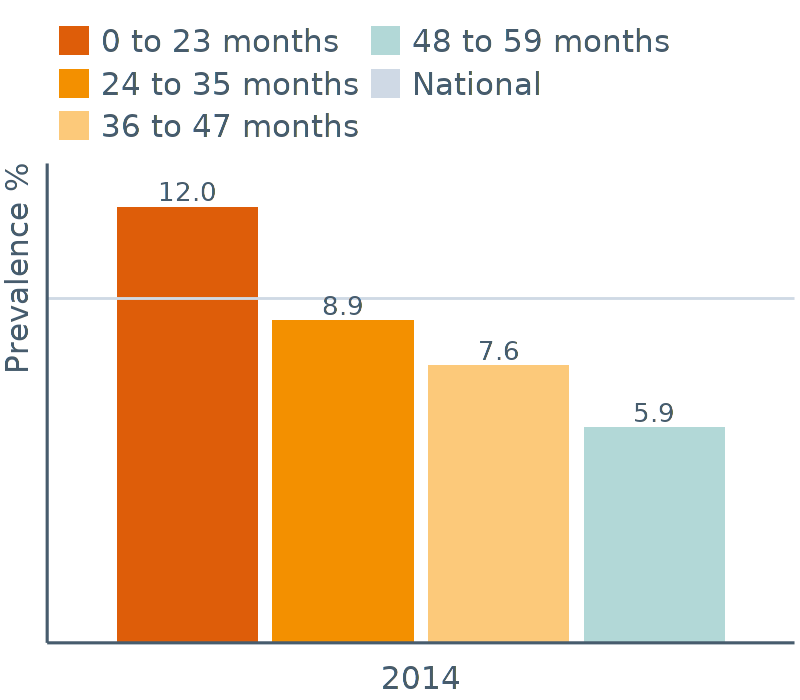 0 to 23 months
24 to 35 months
36 to 47 months
48 to 59 months
National
Prevalence %
12.0
8.9
7.6
5.9
2014